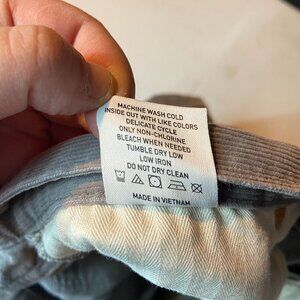 MACHINE WASH COLD
INSIDE OUT WITH LIKE COLORS
DELICATE CYCLE
ONLY NON-CHLORINE
BLEACH WHEN NEEDED
TUMBLE DRY LOW
LOW IRON
DO NOT DRY CLEAN
MADE IN VIETNAM